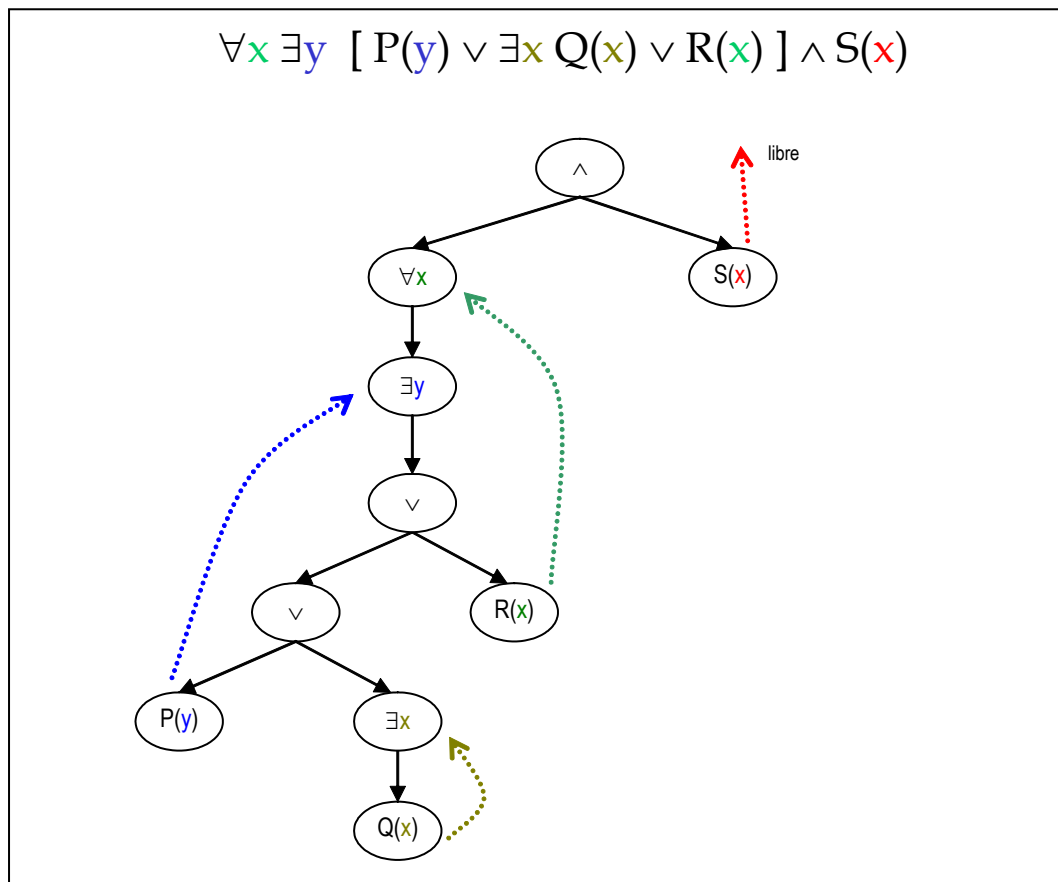 ∀x ∃y [ P(y) ∨ ∃x Q(x) ∨ R(x) ] ∧ S(x)
∧
libre
∀x
S(x)
∃y
∨
∨
R(x)
P(y)
∃x
Q(x)